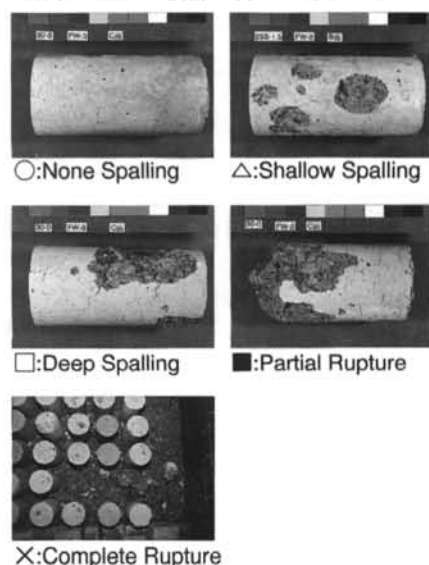 ○:None Spalling
△:Shallow Spalling
□:Deep Spalling
■:Partial Rupture
×:Complete Rupture